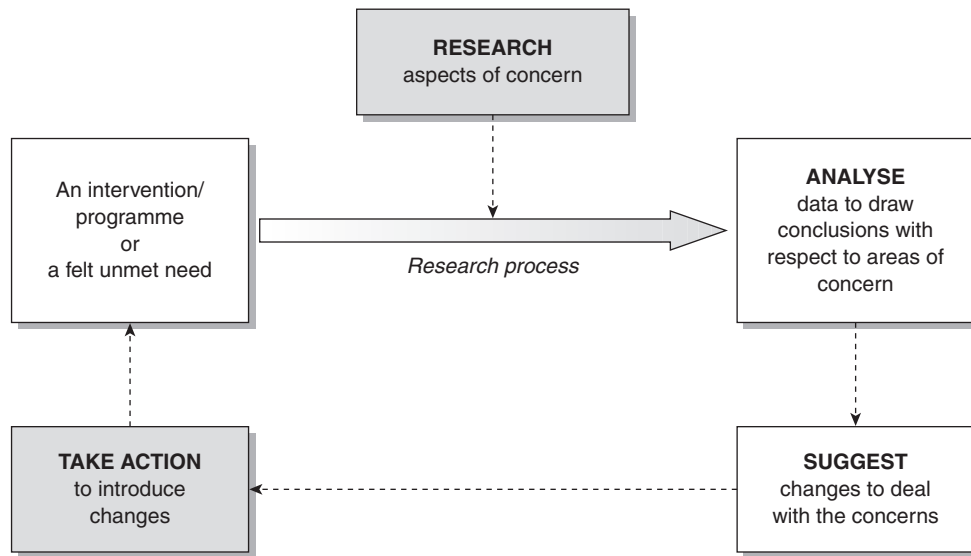 RESEARCH
aspects of concern
An intervention/
programme
or
a felt unmet need
Research process
ANALYSE
data to draw
conclusions with
respect to areas of
concern
TAKE ACTION
to introduce
changes
SUGGEST
changes to deal
with the concerns